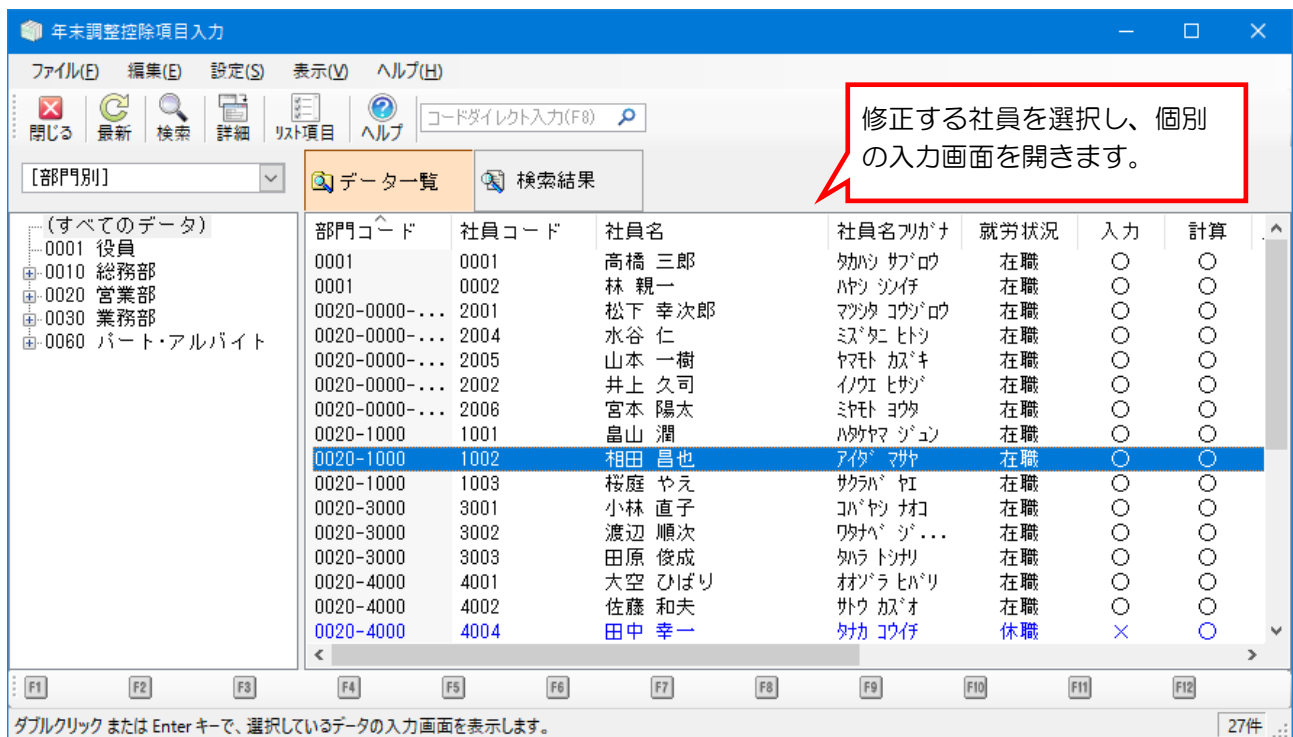 年末調整控除項目入力
ファイル(F) 編集(E) 設定(S) 表示(V) ヘルプ(H)
閉じる 最新 検索 詳細 リスト項目 ヘルプ コードダイレクト入力(F8)
修正する社員を選択し、個別
の入力画面を開きます。
[部門別] データ一覧 検索結果
(すべてのデータ)
0001 役員
0010 総務部
0020 営業部
0030 業務部
0060 パート・アルバイト
部門コード 社員コード 社員名 社員名フリガナ 就労状況 入力 計算
0001 0001 高橋 三郎 タカハシ サブロウ 在職 ○ ○
0001 0002 林 親一 ハヤシ シンイチ 在職 ○ ○
0020-0000-... 2001 松下 幸次郎 マツシタ コウジロウ 在職 ○ ○
0020-0000-... 2004 水谷 仁 ミズタニ ヒトシ 在職 ○ ○
0020-0000-... 2005 山本 一樹 ヤマモト カズキ 在職 ○ ○
0020-0000-... 2002 井上 久司 イノウエ ヒサジ 在職 ○ ○
0020-0000-... 2006 宮本 陽太 ミヤモト ヨウタ 在職 ○ ○
0020-1000 1001 畠山 潤 ハタケヤマ ジュン 在職 ○ ○
0020-1000 1002 相田 昌也 アイダ マサヤ 在職 ○ ○
0020-1000 1003 桜庭 やえ サクラバ ヤエ 在職 ○ ○
0020-3000 3001 小林 直子 コバヤシ ナオコ 在職 ○ ○
0020-3000 3002 渡辺 順次 ワタナベ ジ... 在職 ○ ○
0020-3000 3003 田原 俊成 タハラ トシナリ 在職 ○ ○
0020-4000 4001 大空 ひばり オオゾラ ヒバリ 在職 ○ ○
0020-4000 4002 佐藤 和夫 サトウ カズオ 在職 ○ ○
0020-4000 4004 田中 幸一 タナカ コウイチ 休職 × ○
F1 F2 F3 F4 F5 F6 F7 F8 F9 F10 F11 F12
ダブルクリック または Enter キーで、選択しているデータの入力画面を表示します。 27件